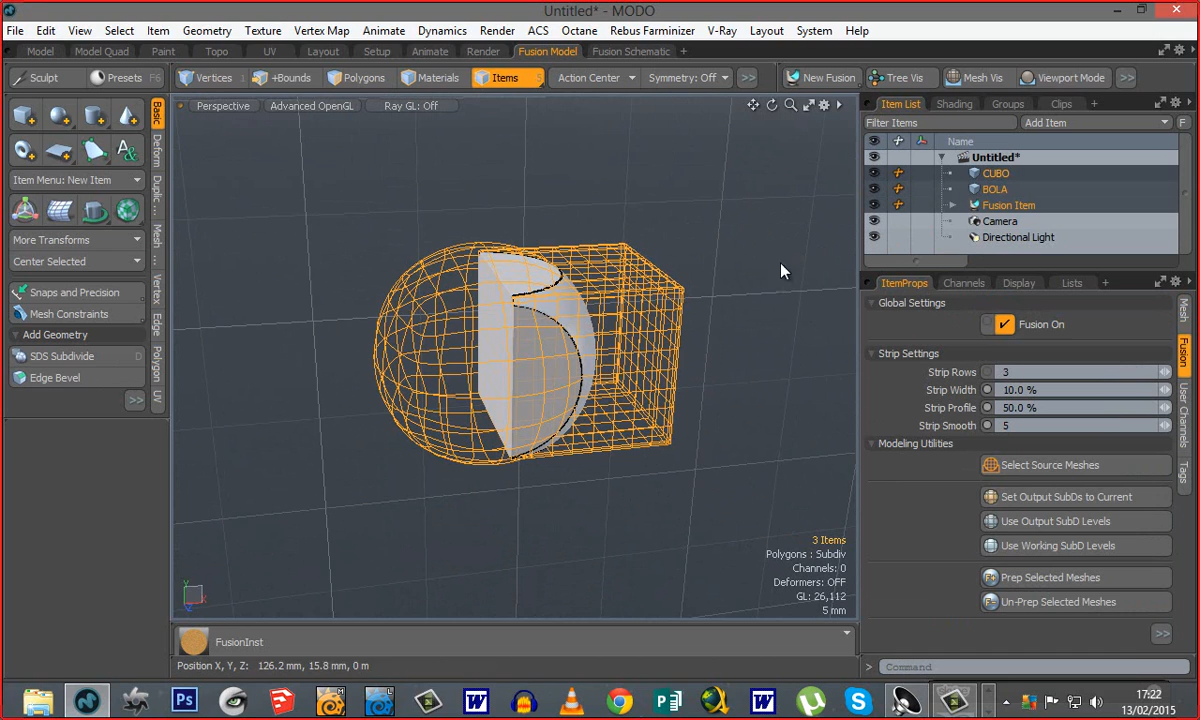 Untitled* - MODO
File Edit View Select Item Geometry Texture Vertex Map Animate Dynamics Render ACS Octane Rebus Farminizer V-Ray Layout System Help
Model Model Quad Paint Topo UV Layout Setup Animate Render Fusion Model Fusion Schematic +
Sculpt Presets F6 Vertices 1 +Bounds Polygons Materials Items 5 Action Center Symmetry: Off >> New Fusion Tree Vis Mesh Vis Viewport Mode >>
Perspective Advanced OpenGL Ray GL: Off
Item List Shading Groups Clips +
Filter Items Add Item F
Name
Untitled*
CUBO
BOLA
Fusion Item
Camera
Directional Light
Basic
Deform
Duplic ...
Mesh ...
Vertex
Edge
Polygon
UV
Item Menu: New Item
More Transforms
Center Selected
Snaps and Precision
Mesh Constraints
Add Geometry
SDS Subdivide D
Edge Bevel
>>
ItemProps Channels Display Lists +
Global Settings
Fusion On
Strip Settings
Strip Rows 3
Strip Width 10.0 %
Strip Profile 50.0 %
Strip Smooth 5
Modeling Utilities
Select Source Meshes
Set Output SubDs to Current
Use Output SubD Levels
Use Working SubD Levels
Prep Selected Meshes
Un-Prep Selected Meshes
>>
Mesh
Fusion
User Channels
Tags
3 Items
Polygons : Subdiv
Channels: 0
Deformers: OFF
GL: 26,112
5 mm
FusionInst
Position X, Y, Z: 126.2 mm, 15.8 mm, 0 m
> Command
17:22
13/02/2015